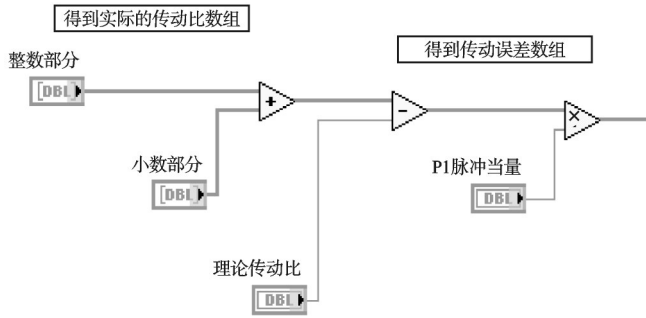 得到实际的传动比数组
得到传动误差数组
整数部分
[DBL]
+
-
×
小数部分
[DBL]
P1脉冲当量
DBL
理论传动比
DBL